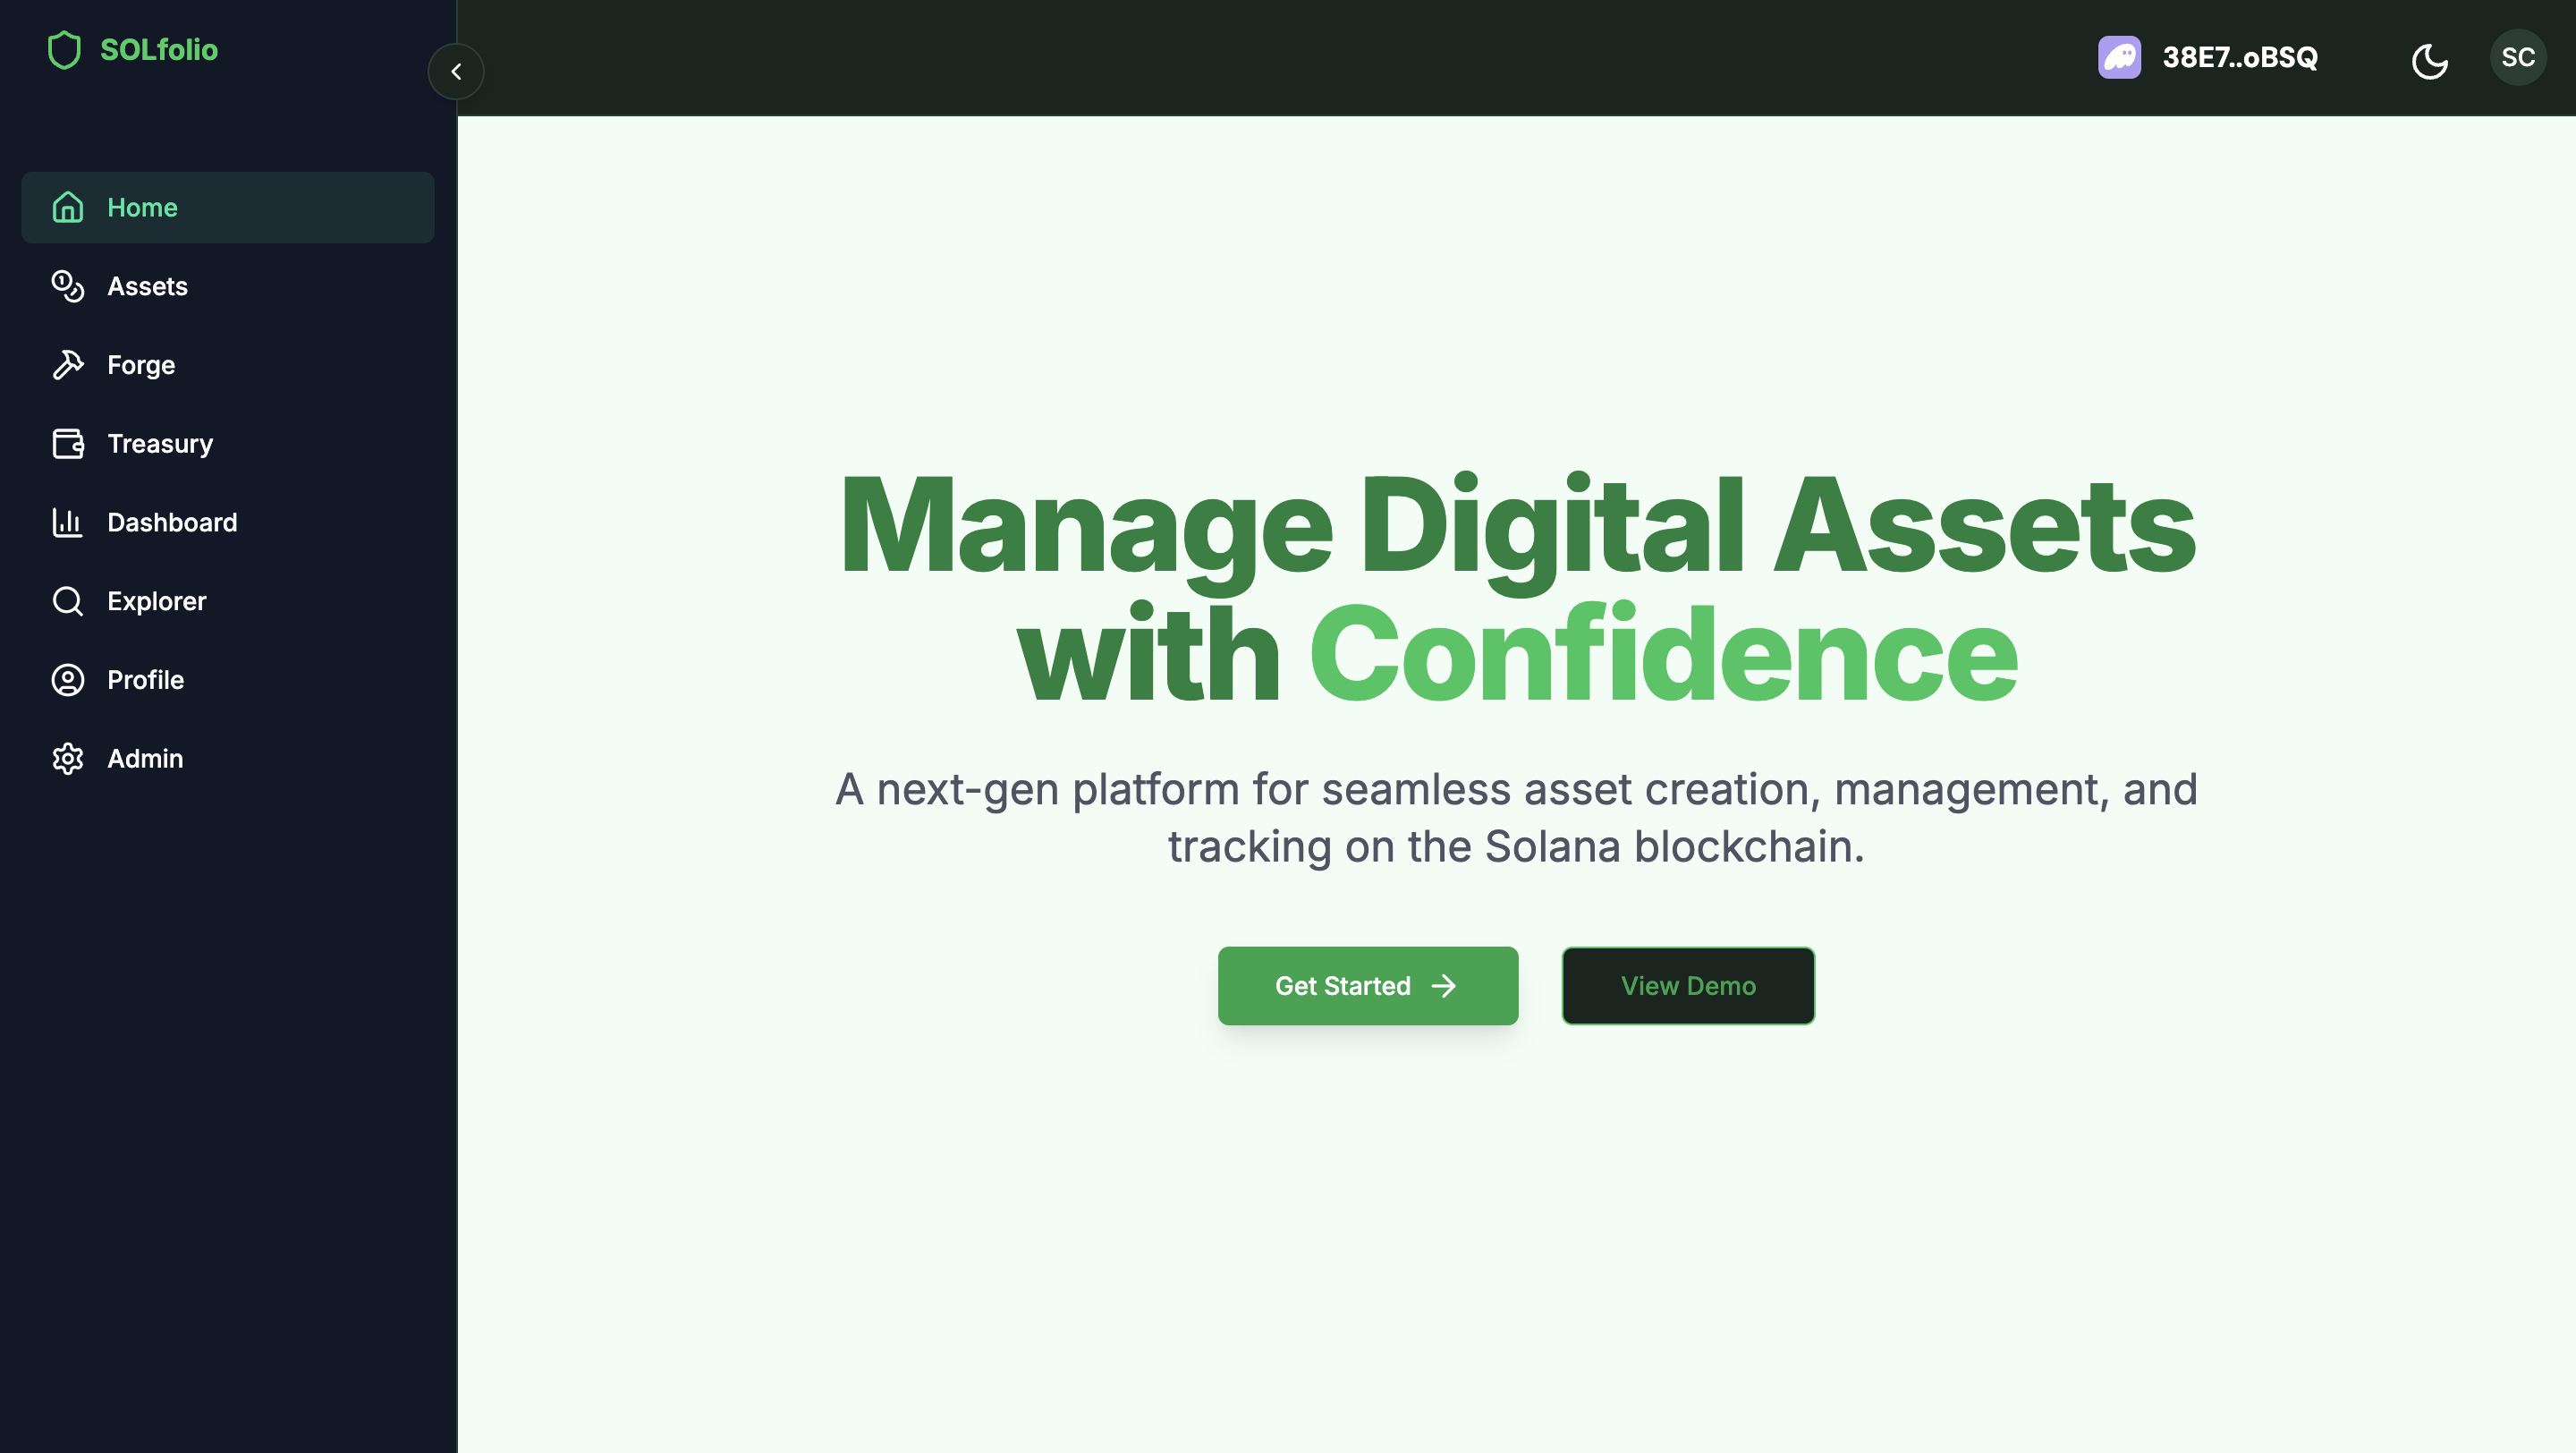 SOLfolio
38E7..oBSQ
SC
Home
Assets
Forge
Treasury
Dashboard
Explorer
Profile
Admin
Manage Digital Assets
with Confidence
A next-gen platform for seamless asset creation, management, and
tracking on the Solana blockchain.
Get Started
View Demo